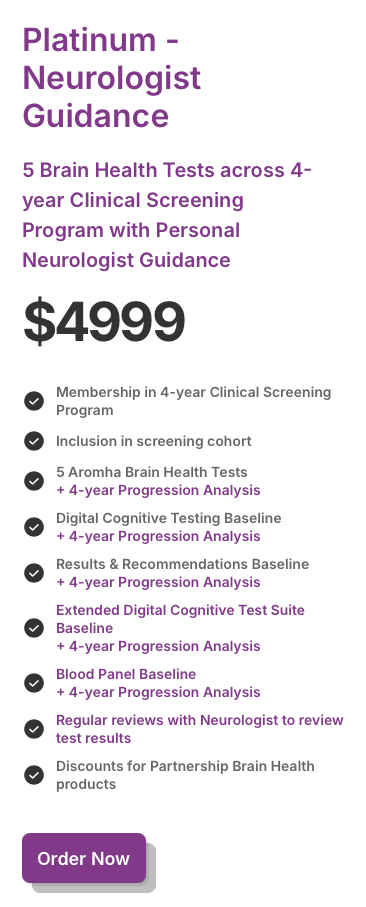 Platinum -
Neurologist
Guidance
5 Brain Health Tests across 4-
year Clinical Screening
Program with Personal
Neurologist Guidance
$4999
Membership in 4-year Clinical Screening
Program
Inclusion in screening cohort
5 Aromha Brain Health Tests
+ 4-year Progression Analysis
Digital Cognitive Testing Baseline
+ 4-year Progression Analysis
Results & Recommendations Baseline
+ 4-year Progression Analysis
Extended Digital Cognitive Test Suite
Baseline
+ 4-year Progression Analysis
Blood Panel Baseline
+ 4-year Progression Analysis
Regular reviews with Neurologist to review
test results
Discounts for Partnership Brain Health
products
Order Now